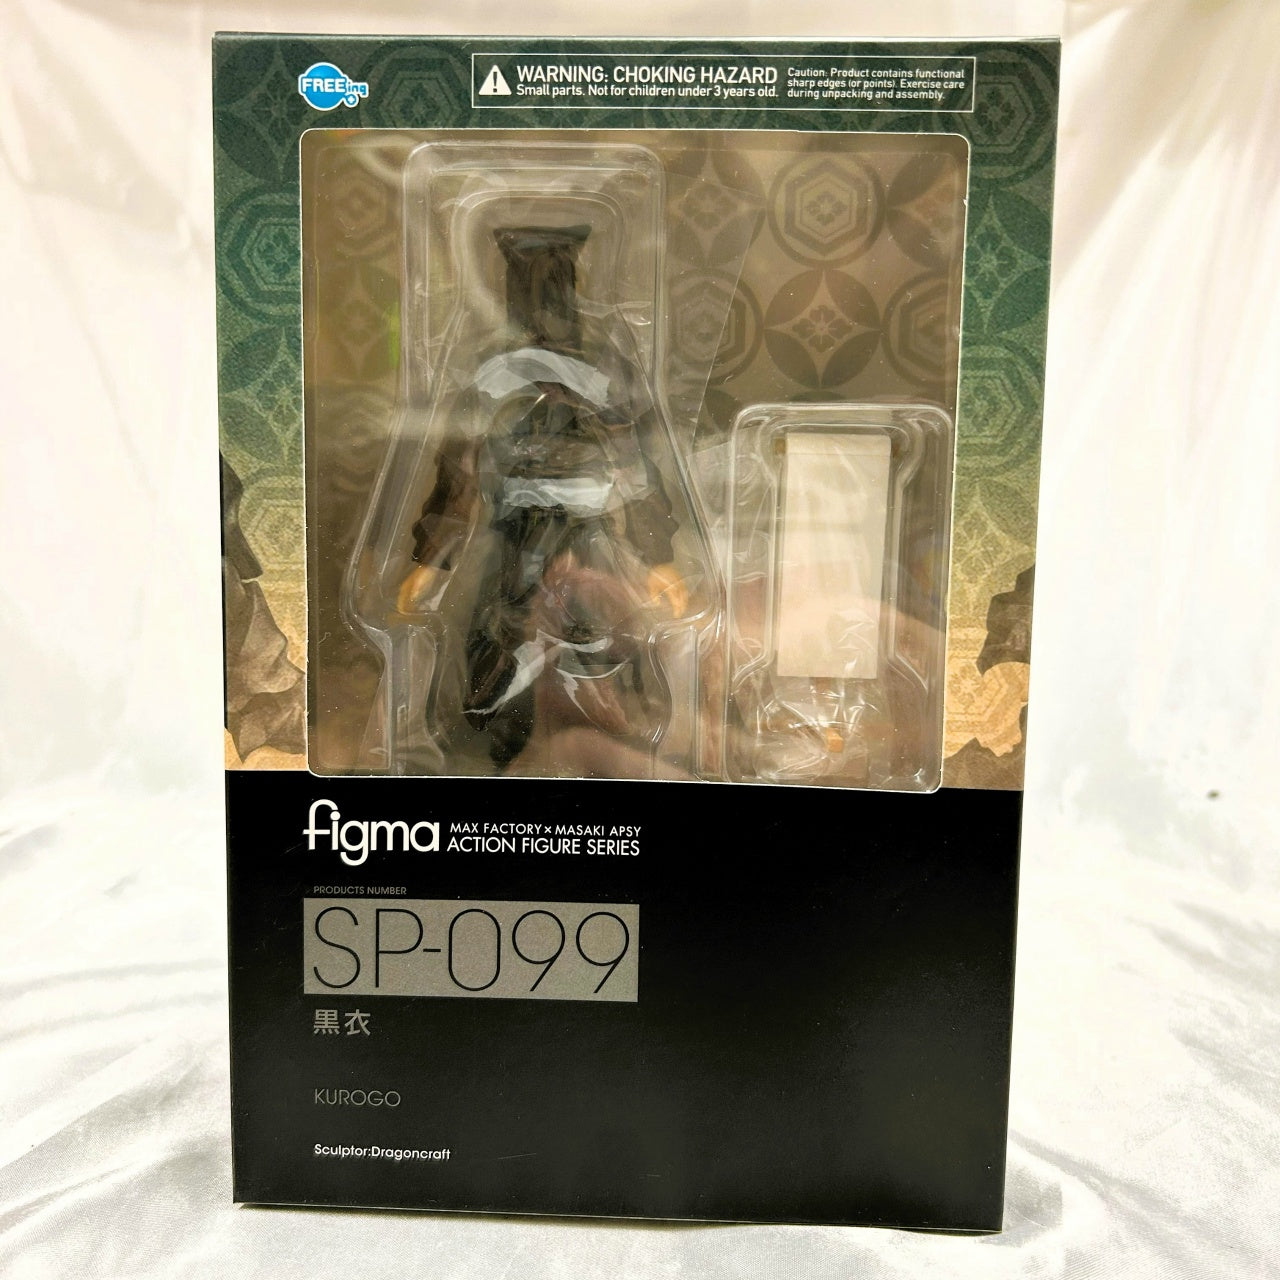 FREEing
WARNING: CHOKING HAZARD
Small parts. Not for children under 3 years old.
Caution: Product contains functional
sharp edges (or points). Exercise care
during unpacking and assembly.
figma
MAX FACTORY × MASAKI APSY
ACTION FIGURE SERIES
PRODUCTS NUMBER
SP-099
黒衣
KUROGO
Sculptor:Dragoncraft